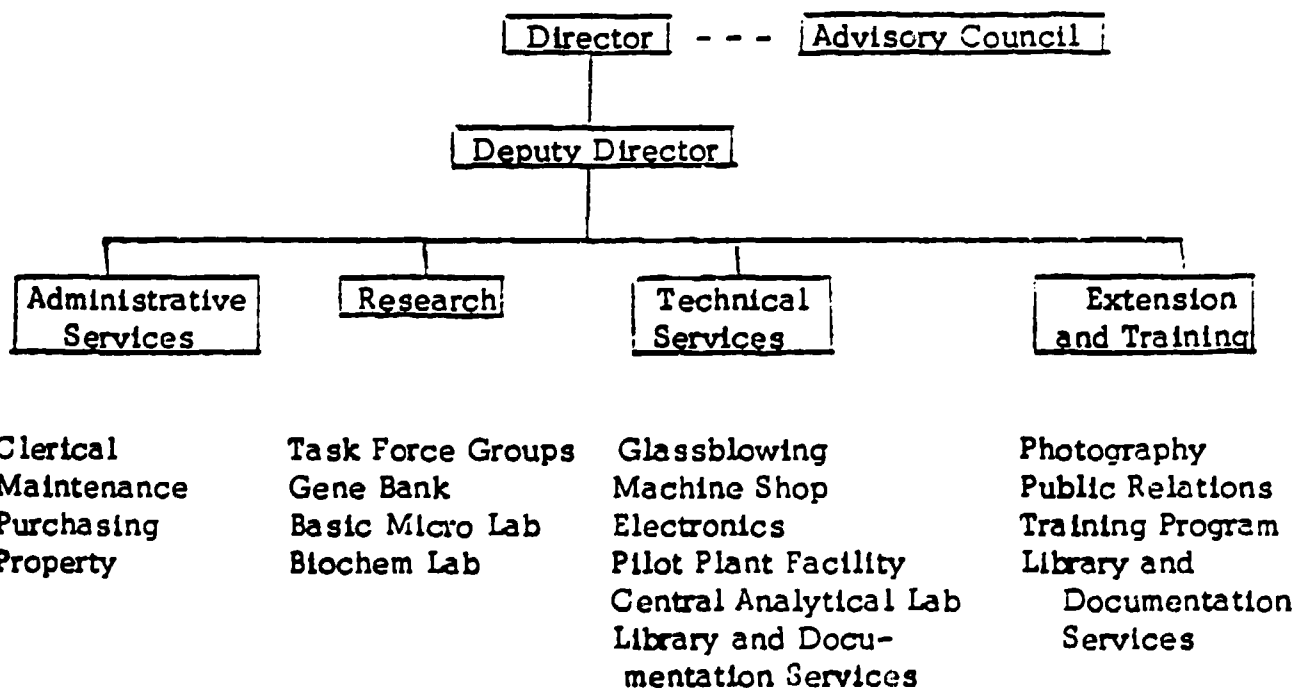 Director - - - Advisory Council
Deputy Director
Administrative
Services
Research
Technical
Services
Extension
and Training
Clerical
Maintenance
Purchasing
Property
Task Force Groups
Gene Bank
Basic Micro Lab
Biochem Lab
Glassblowing
Machine Shop
Electronics
Pilot Plant Facility
Central Analytical Lab
Library and Docu-
mentation Services
Photography
Public Relations
Training Program
Library and
Documentation
Services